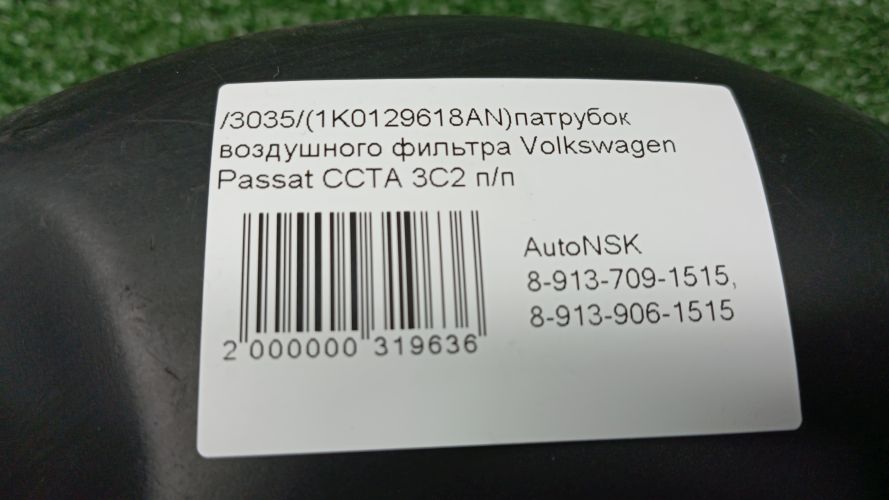 /3035/(1K0129618AN)патрубок
воздушного фильтра Volkswagen
Passat CCTA 3C2 п/п
AutoNSK
8-913-709-1515,
8-913-906-1515
2 000000 319636